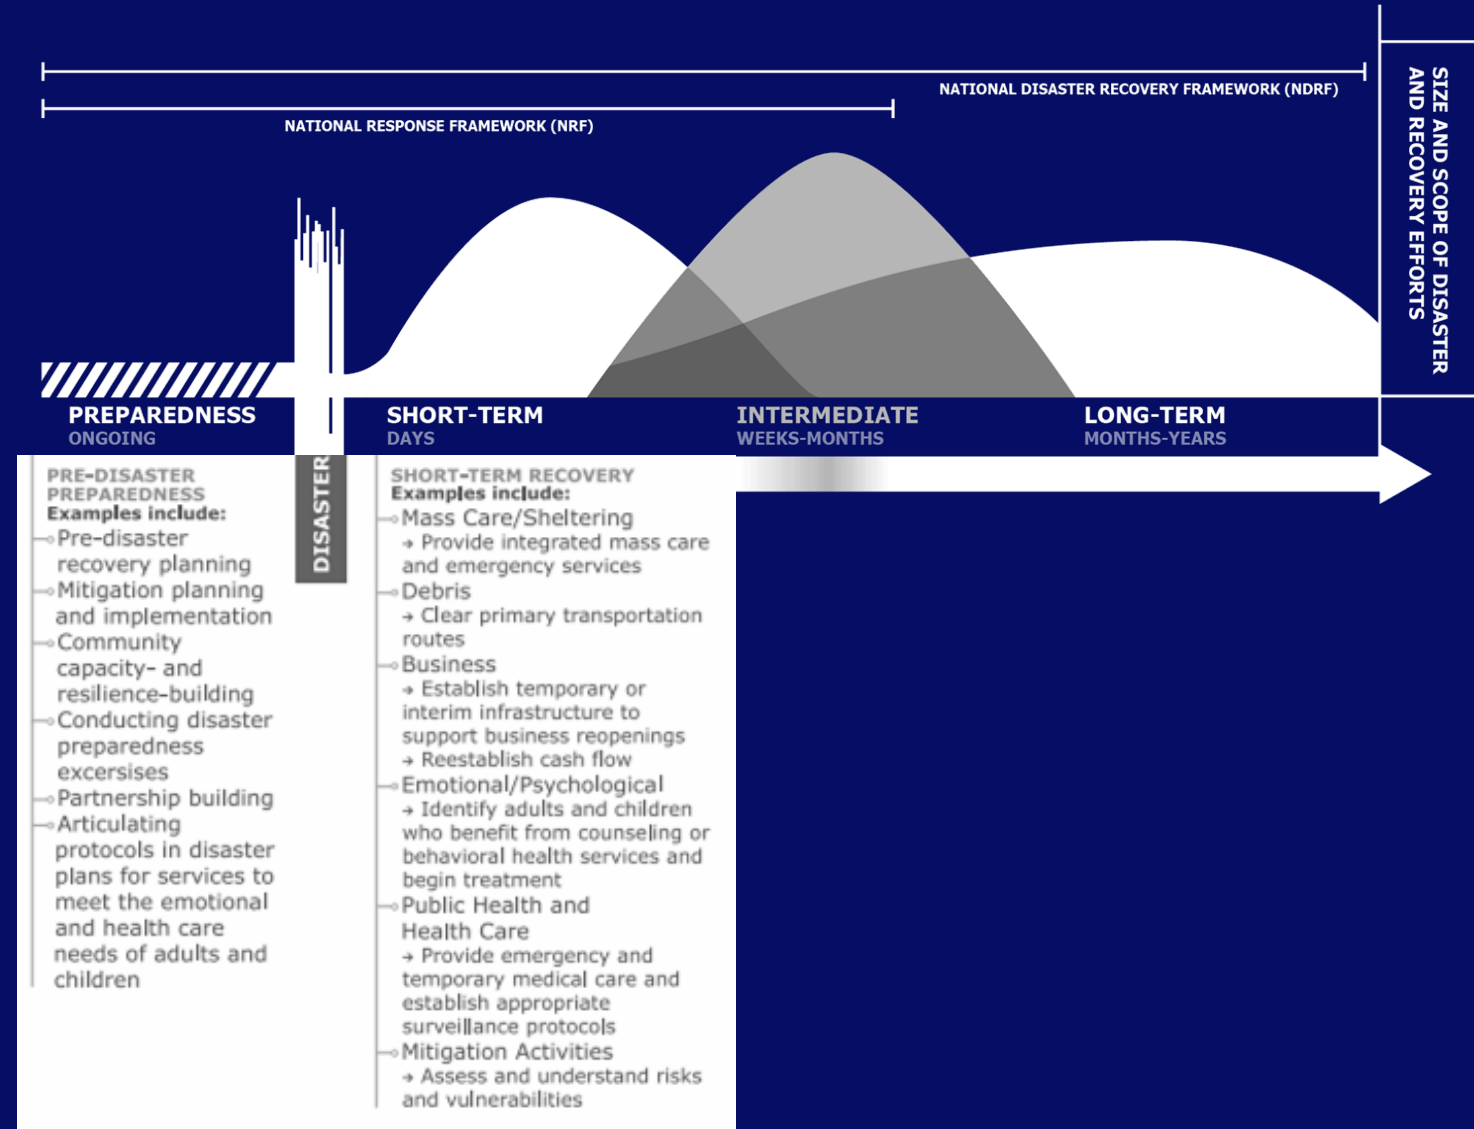 NATIONAL DISASTER RECOVERY FRAMEWORK (NDRF)
NATIONAL RESPONSE FRAMEWORK (NRF)
SIZE AND SCOPE OF DISASTER
AND RECOVERY EFFORTS
PREPAREDNESS
ONGOING
SHORT-TERM
DAYS
INTERMEDIATE
WEEKS-MONTHS
LONG-TERM
MONTHS-YEARS
PRE-DISASTER
PREPAREDNESS
Examples include:
Pre-disaster
recovery planning
Mitigation planning
and implementation
Community
capacity- and
resilience-building
Conducting disaster
preparedness
excersises
Partnership building
Articulating
protocols in disaster
plans for services to
meet the emotional
and health care
needs of adults and
children
DISASTER
SHORT-TERM RECOVERY
Examples include:
Mass Care/Sheltering
→ Provide integrated mass care
and emergency services
Debris
→ Clear primary transportation
routes
Business
→ Establish temporary or
interim infrastructure to
support business reopenings
→ Reestablish cash flow
Emotional/Psychological
→ Identify adults and children
who benefit from counseling or
behavioral health services and
begin treatment
Public Health and
Health Care
→ Provide emergency and
temporary medical care and
establish appropriate
surveillance protocols
Mitigation Activities
→ Assess and understand risks
and vulnerabilities